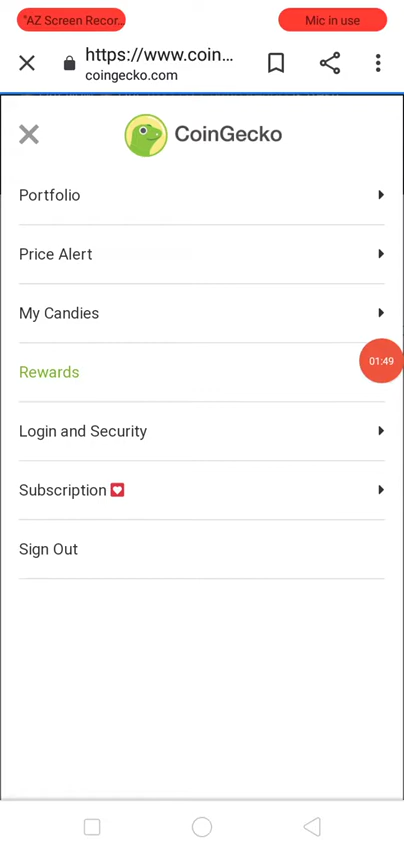 "AZ Screen Recor...
Mic in use
https://www.coin...
coingecko.com
CoinGecko
Portfolio
Price Alert
My Candies
Rewards
01:49
Login and Security
Subscription
Sign Out